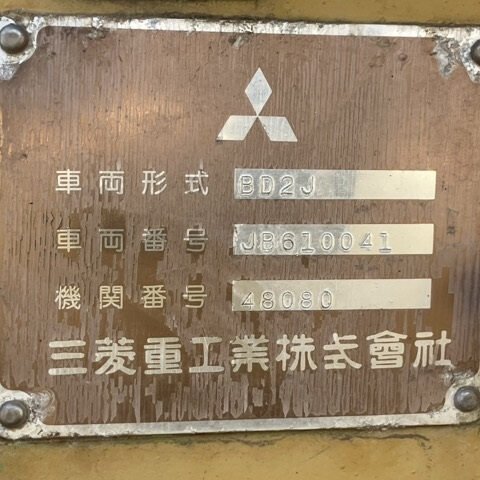 車両形式 BD2J
車両番号 JB610041
機関番号 48080
三菱重工業株式會社